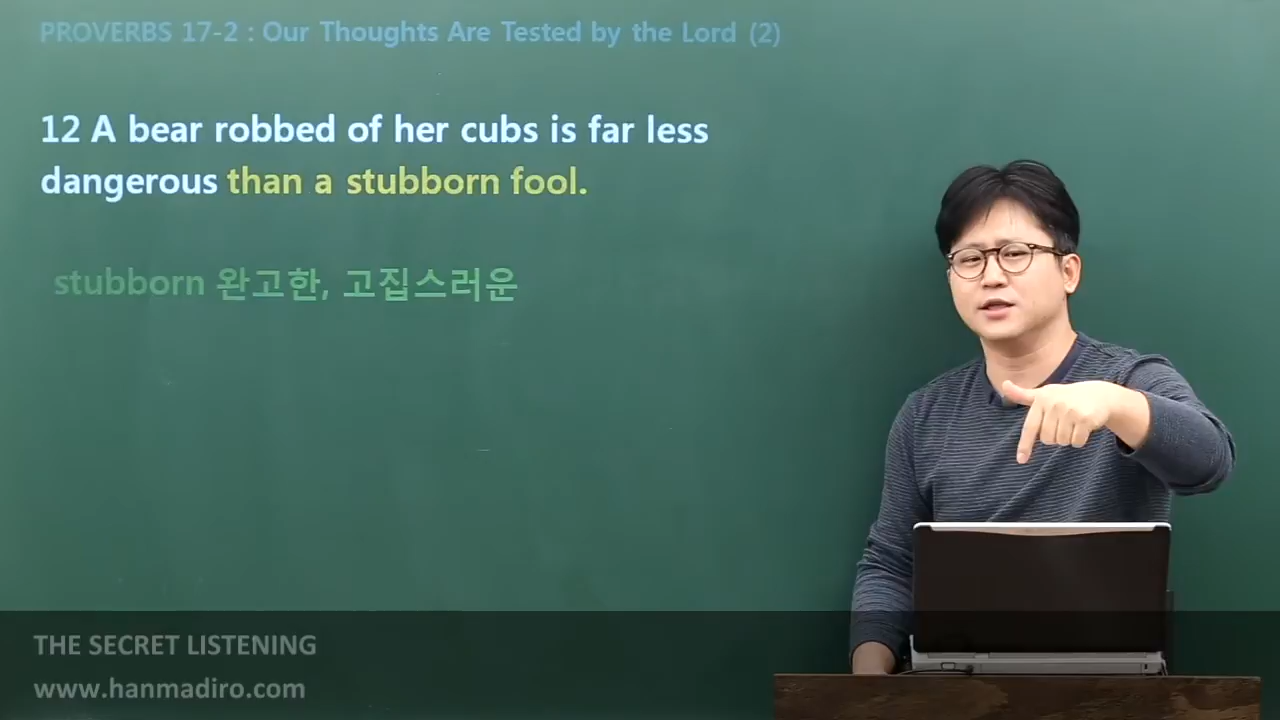 PROVERBS 17-2 : Our Thoughts Are Tested by the Lord (2)
12 A bear robbed of her cubs is far less
dangerous than a stubborn fool.
stubborn 완고한, 고집스러운
THE SECRET LISTENING
www.hanmadiro.com